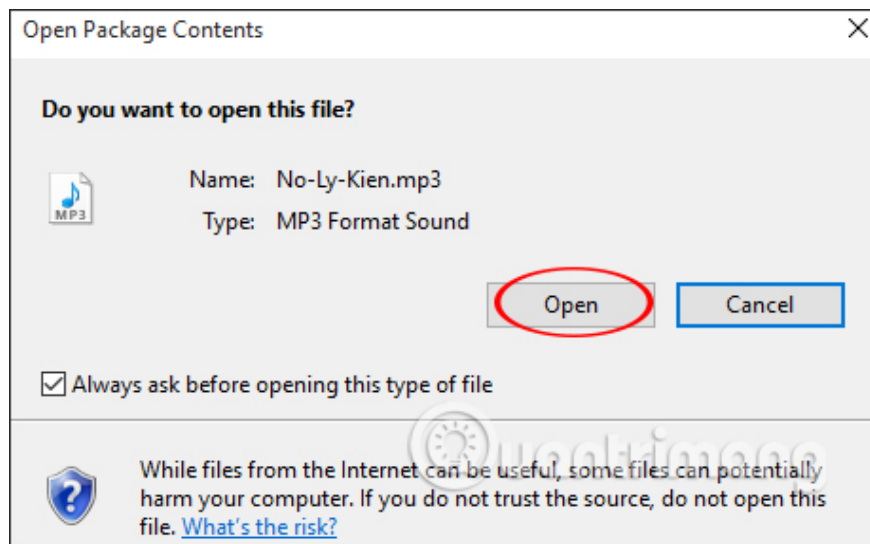 Open Package Contents
Do you want to open this file?
MP3
Name: No-Ly-Kien.mp3
Type: MP3 Format Sound
Open
Cancel
Always ask before opening this type of file
Quantrimang
While files from the Internet can be useful, some files can potentially
harm your computer. If you do not trust the source, do not open this
file. What's the risk?